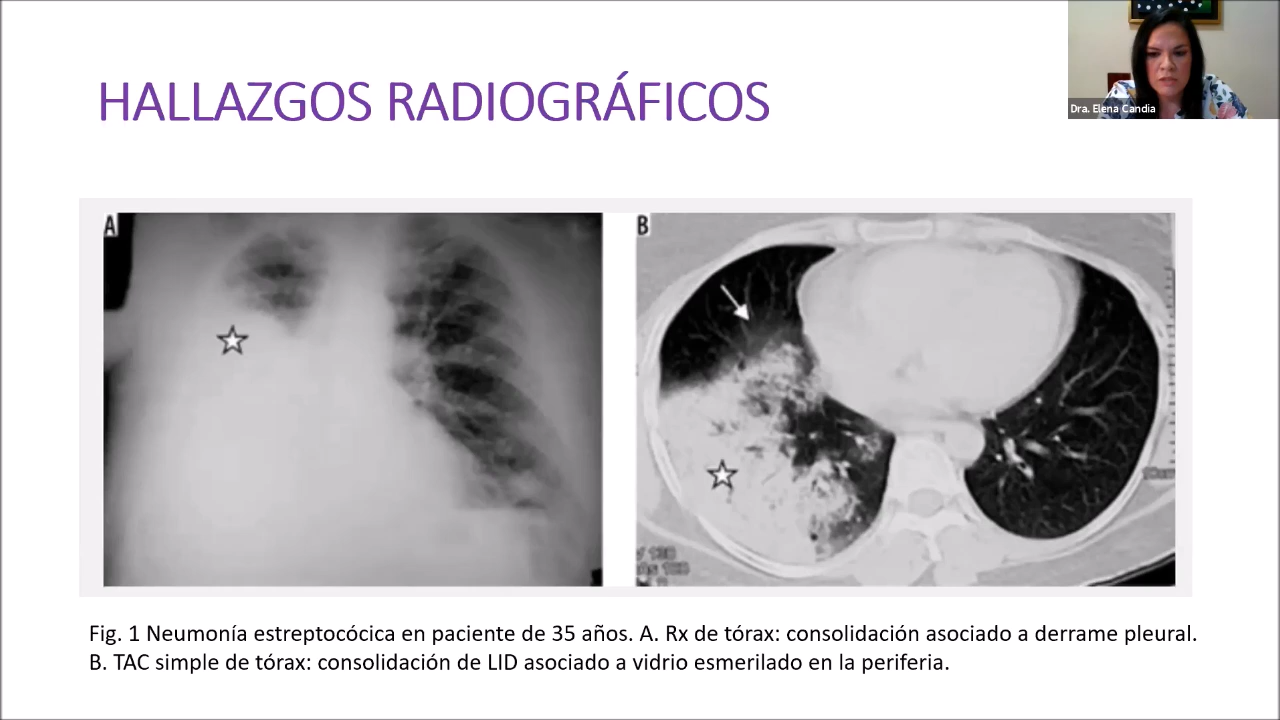 HALLAZGOS RADIOGRÁFICOS
Dra. Elena Candia
A
B
Fig. 1 Neumonía estreptocócica en paciente de 35 años. A. Rx de tórax: consolidación asociado a derrame pleural.
B. TAC simple de tórax: consolidación de LID asociado a vidrio esmerilado en la periferia.